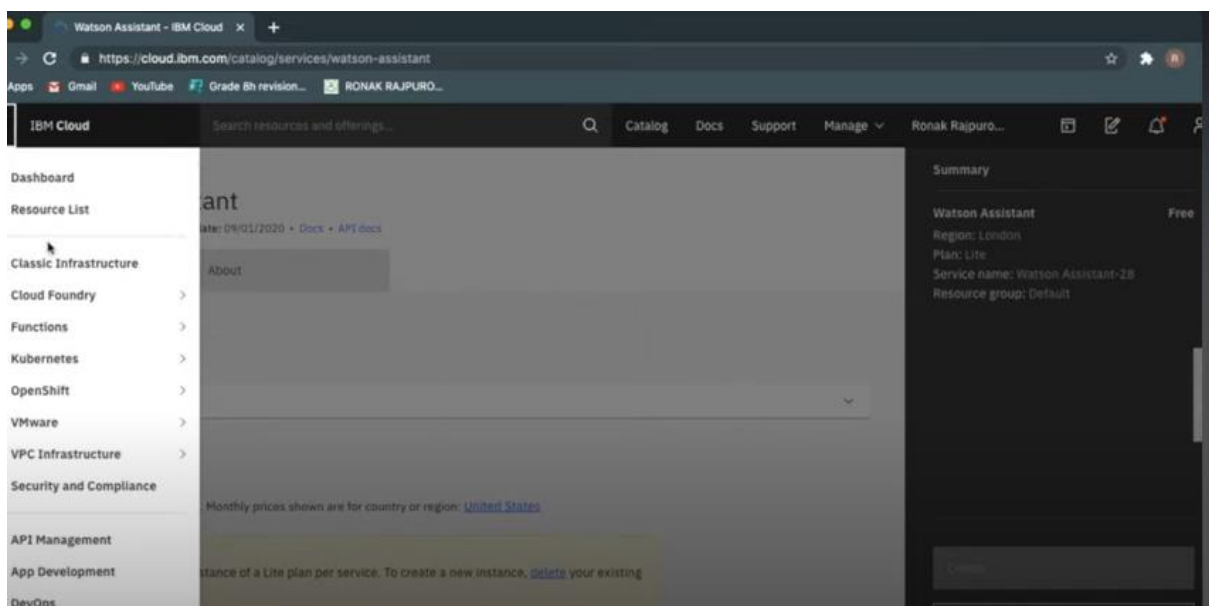 Watson Assistant - IBM Cloud
https://cloud.ibm.com/catalog/services/watson-assistant
Apps Gmail YouTube Grade 8h revision... RONAK RAJPURO...
IBM Cloud Search resources and offerings... Catalog Docs Support Manage Ronak Rajpuro...
Dashboard
Resource List
Classic Infrastructure
Cloud Foundry
Functions
Kubernetes
OpenShift
VMware
VPC Infrastructure
Security and Compliance
API Management
App Development
DevOps
tant
date: 09/01/2020 • Docs • API docs
About
. Monthly prices shown are for country or region: United States
stance of a Lite plan per service. To create a new instance, delete your existing
Summary
Watson Assistant Free
Region: London
Plan: Lite
Service name: Watson Assistant-28
Resource group: Default
Create